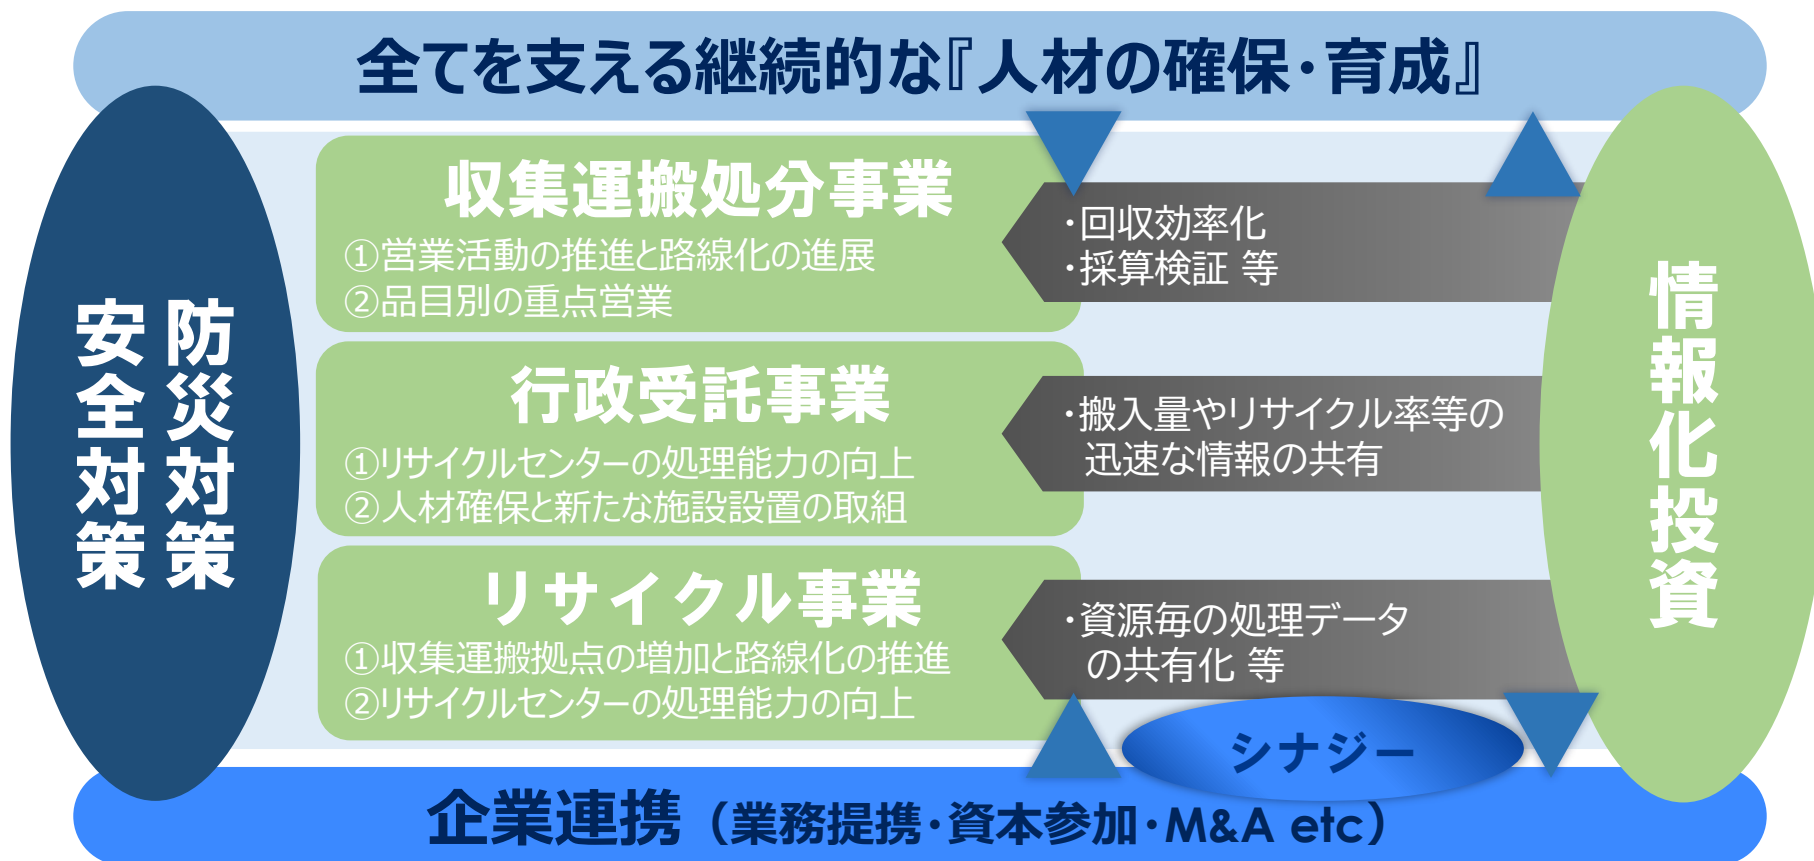 全てを支える継続的な『人材の確保・育成』
防災対策
安全対策
収集運搬処分事業
①営業活動の推進と路線化の進展
②品目別の重点営業
・回収効率化
・採算検証 等
行政受託事業
①リサイクルセンターの処理能力の向上
②人材確保と新たな施設設置の取組
・搬入量やリサイクル率等の
迅速な情報の共有
リサイクル事業
①収集運搬拠点の増加と路線化の推進
②リサイクルセンターの処理能力の向上
・資源毎の処理データ
の共有化 等
情報化投資
シナジー
企業連携（業務提携・資本参加・M&A etc）